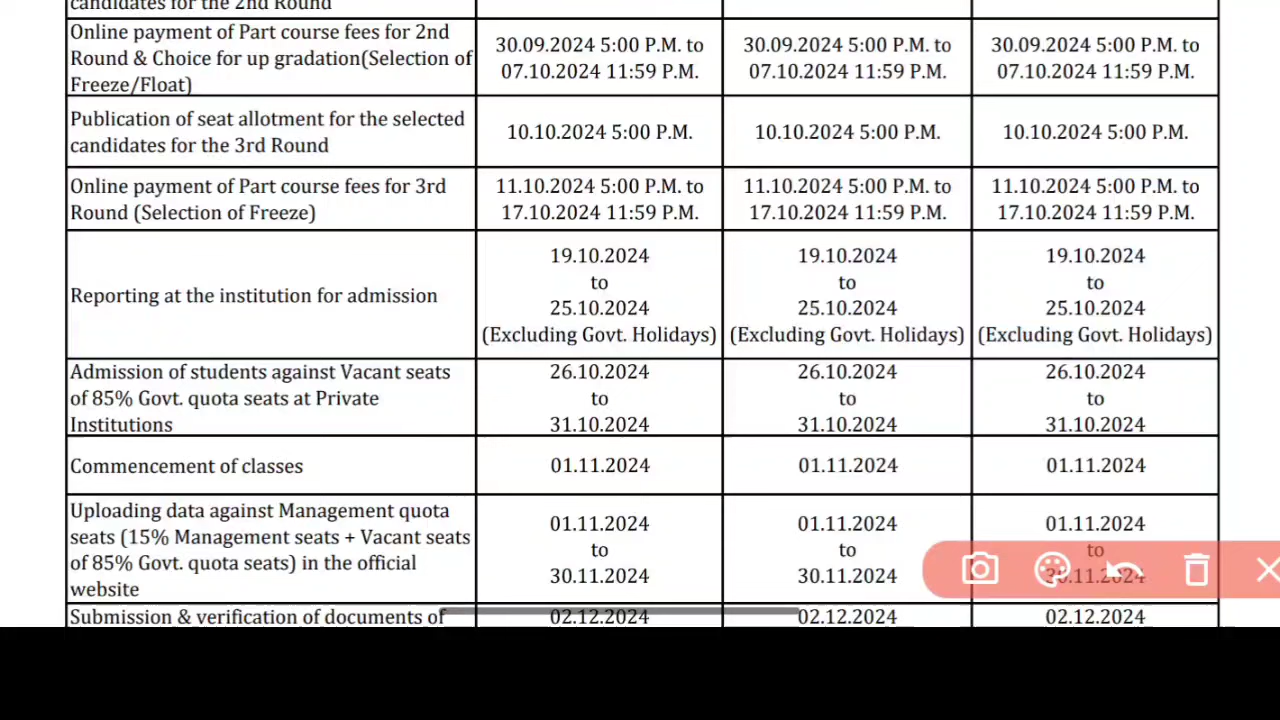 candidates for the 2nd Round
Online payment of Part course fees for 2nd
Round & Choice for up gradation(Selection of
Freeze/Float)
30.09.2024 5:00 P.M. to
07.10.2024 11:59 P.M.
30.09.2024 5:00 P.M. to
07.10.2024 11:59 P.M.
30.09.2024 5:00 P.M. to
07.10.2024 11:59 P.M.
Publication of seat allotment for the selected
candidates for the 3rd Round
10.10.2024 5:00 P.M.
10.10.2024 5:00 P.M.
10.10.2024 5:00 P.M.
Online payment of Part course fees for 3rd
Round (Selection of Freeze)
11.10.2024 5:00 P.M. to
17.10.2024 11:59 P.M.
11.10.2024 5:00 P.M. to
17.10.2024 11:59 P.M.
11.10.2024 5:00 P.M. to
17.10.2024 11:59 P.M.
Reporting at the institution for admission
19.10.2024
to
25.10.2024
(Excluding Govt. Holidays)
19.10.2024
to
25.10.2024
(Excluding Govt. Holidays)
19.10.2024
to
25.10.2024
(Excluding Govt. Holidays)
Admission of students against Vacant seats
of 85% Govt. quota seats at Private
Institutions
26.10.2024
to
31.10.2024
26.10.2024
to
31.10.2024
26.10.2024
to
31.10.2024
Commencement of classes
01.11.2024
01.11.2024
01.11.2024
Uploading data against Management quota
seats (15% Management seats + Vacant seats
of 85% Govt. quota seats) in the official
website
01.11.2024
to
30.11.2024
01.11.2024
to
30.11.2024
01.11.2024
to
30.11.2024
Submission & verification of documents of
02.12.2024
02.12.2024
02.12.2024